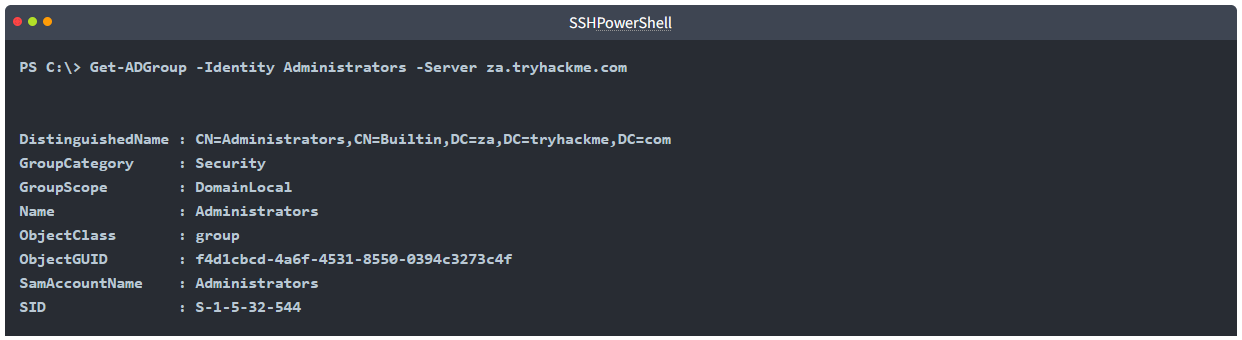 SSHPowerShell
PS C:\> Get-ADGroup -Identity Administrators -Server za.tryhackme.com
DistinguishedName : CN=Administrators,CN=Builtin,DC=za,DC=tryhackme,DC=com
GroupCategory     : Security
GroupScope        : DomainLocal
Name              : Administrators
ObjectClass       : group
ObjectGUID        : f4d1cbcd-4a6f-4531-8550-0394c3273c4f
SamAccountName    : Administrators
SID               : S-1-5-32-544